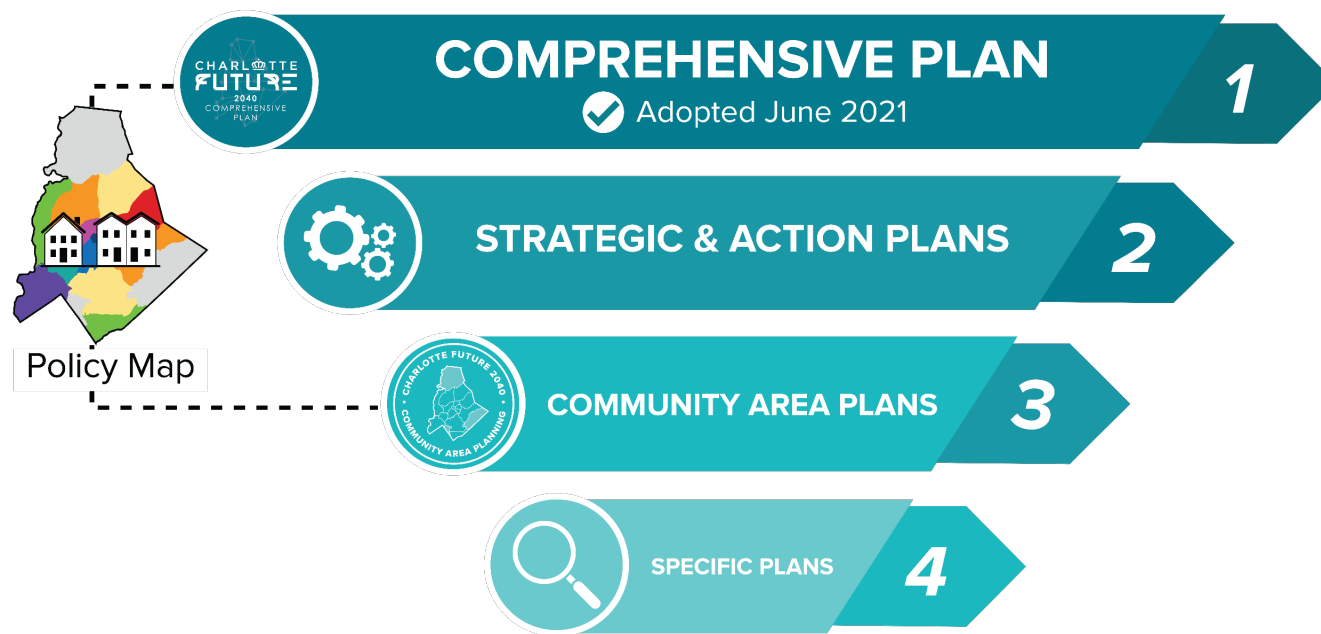 CHARLOTTE
FUTURE
2040
COMPREHENSIVE
PLAN
COMPREHENSIVE PLAN
Adopted June 2021
1
STRATEGIC & ACTION PLANS
2
Policy Map
CHARLOTTE FUTURE 2040
COMMUNITY AREA PLANNING
COMMUNITY AREA PLANS
3
SPECIFIC PLANS
4